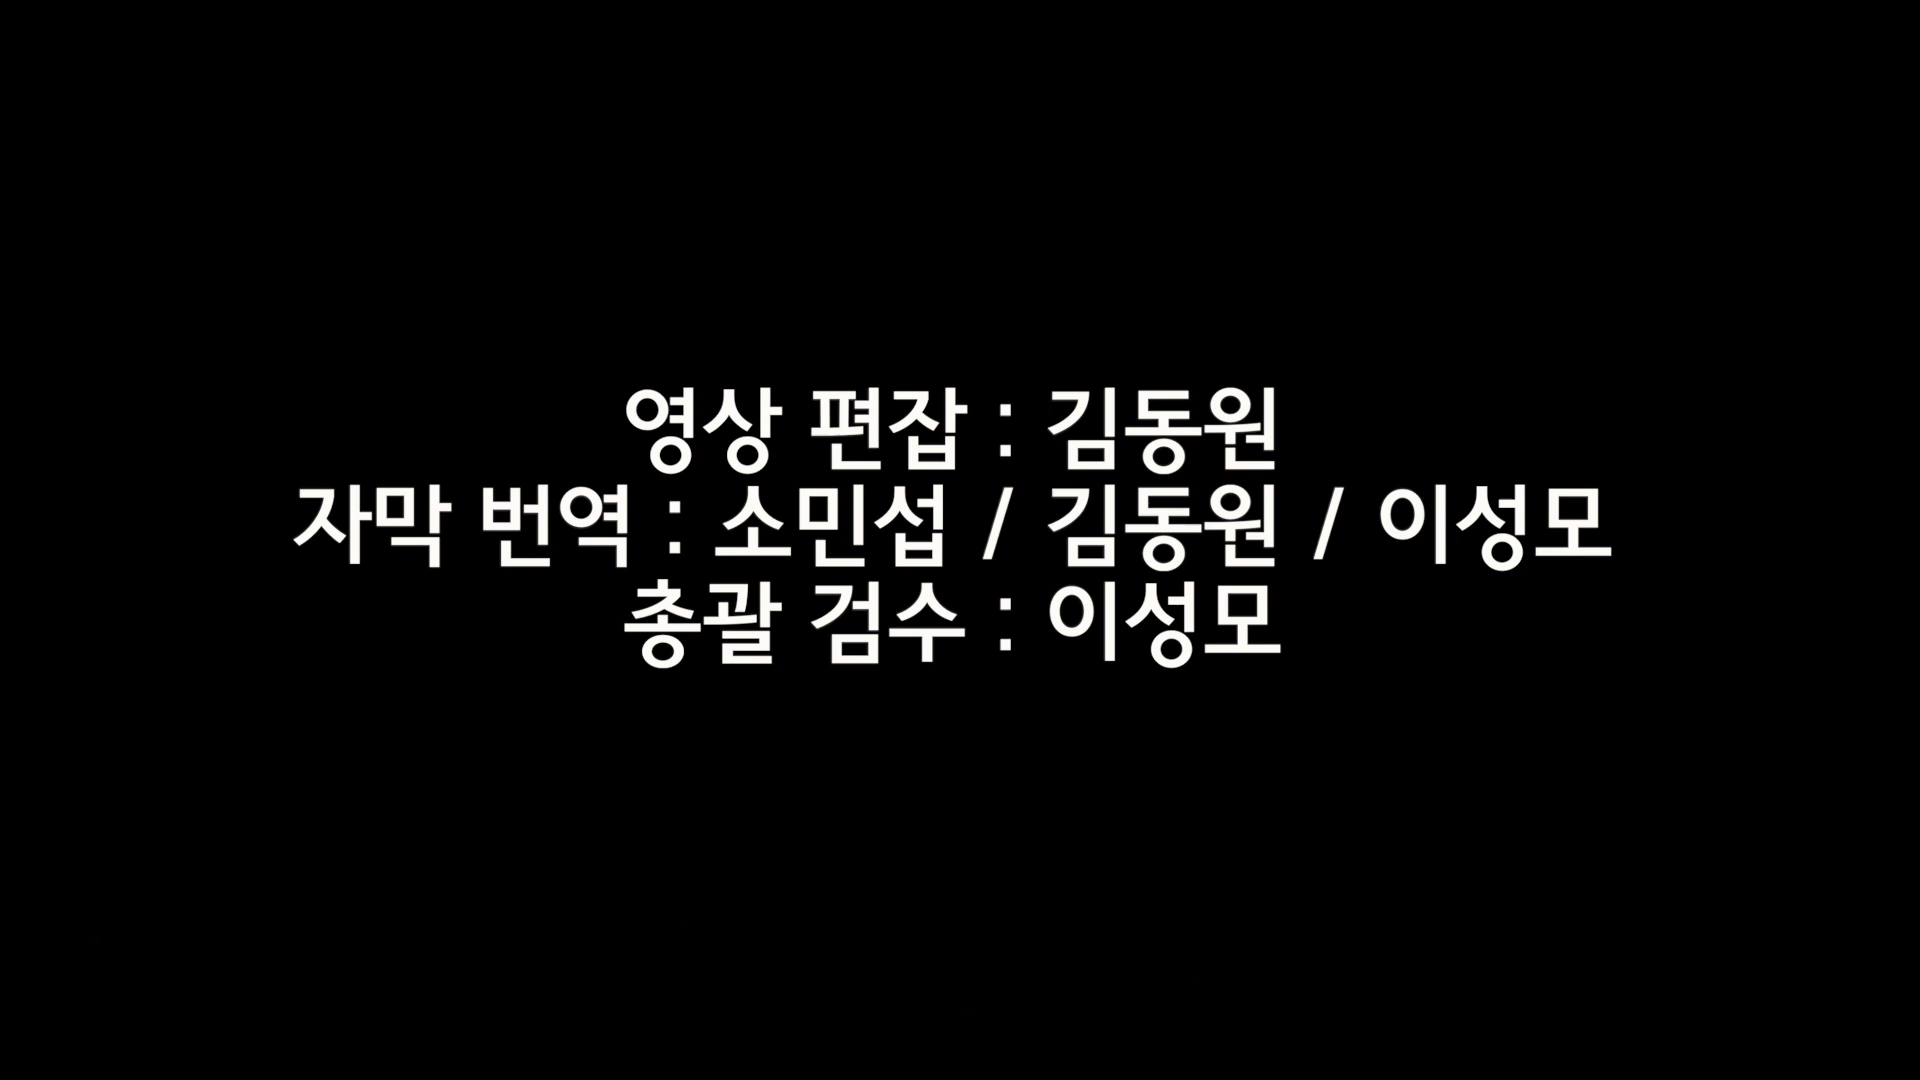 영상 편잡 : 김동원
자막 번역 : 소민섭 / 김동원 / 이성모
총괄 검수 : 이성모